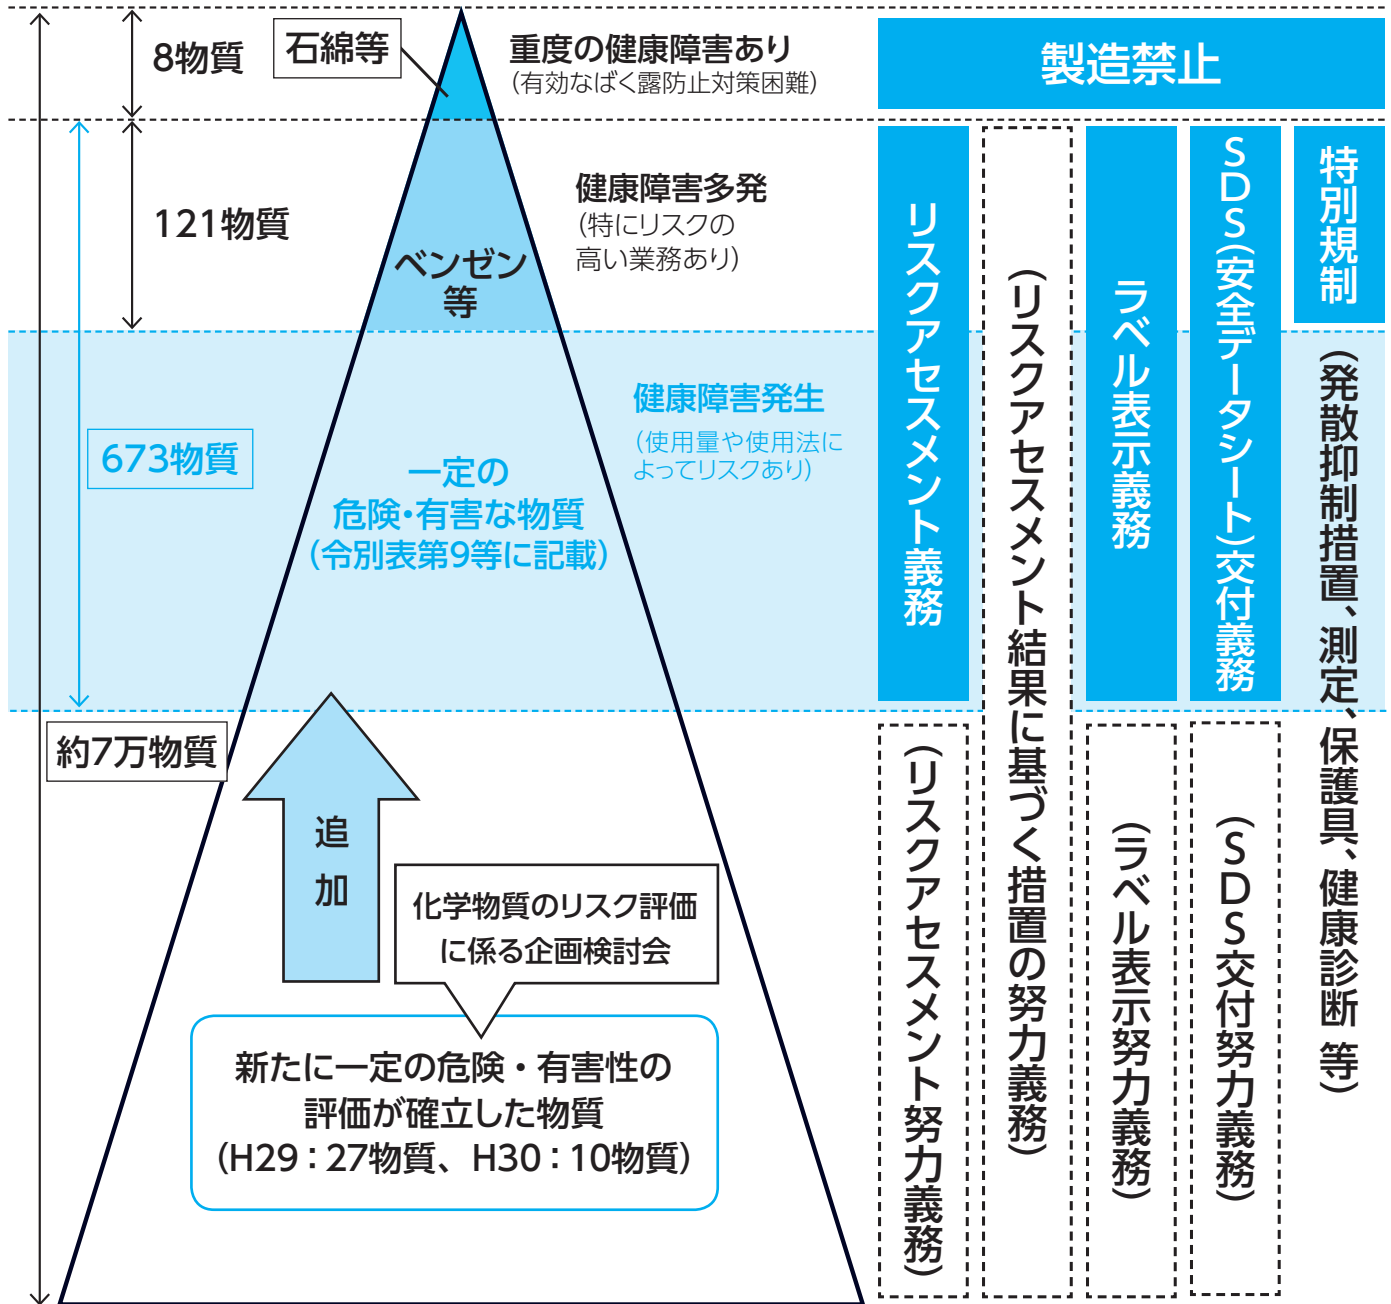 8物質
石綿等
重度の健康障害あり
(有効なばく露防止対策困難)
製造禁止
121物質
ベンゼン
等
健康障害多発
(特にリスクの
高い業務あり)
673物質
一定の
危険・有害な物質
(令別表第9等に記載)
健康障害発生
(使用量や使用法に
よってリスクあり)
約7万物質
追
加
化学物質のリスク評価
に係る企画検討会
新たに一定の危険・有害性の
評価が確立した物質
(H29:27物質、H30:10物質)
リスクアセスメント義務
(リスクアセスメント努力義務)
(リスクアセスメント結果に基づく措置の努力義務)
ラベル表示義務
(ラベル表示努力義務)
SDS(安全データシート)交付義務
(SDS交付努力義務)
特別規制
(発散抑制措置、測定、保護具、健康診断 等)